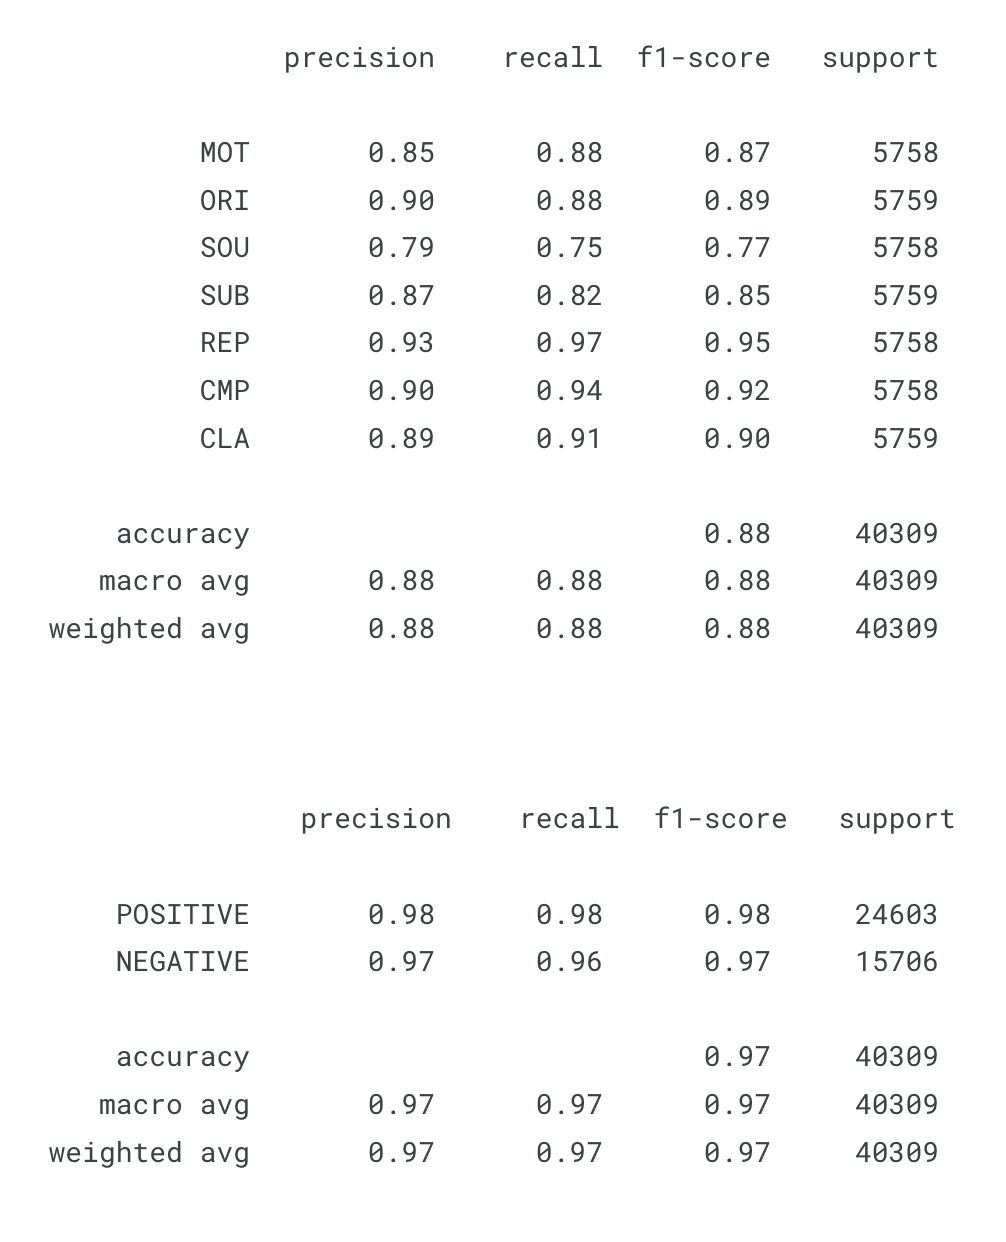 precision recall f1-score support
MOT 0.85 0.88 0.87 5758
ORI 0.90 0.88 0.89 5759
SOU 0.79 0.75 0.77 5758
SUB 0.87 0.82 0.85 5759
REP 0.93 0.97 0.95 5758
CMP 0.90 0.94 0.92 5758
CLA 0.89 0.91 0.90 5759
accuracy 0.88 40309
macro avg 0.88 0.88 0.88 40309
weighted avg 0.88 0.88 0.88 40309
precision recall f1-score support
POSITIVE 0.98 0.98 0.98 24603
NEGATIVE 0.97 0.96 0.97 15706
accuracy 0.97 40309
macro avg 0.97 0.97 0.97 40309
weighted avg 0.97 0.97 0.97 40309